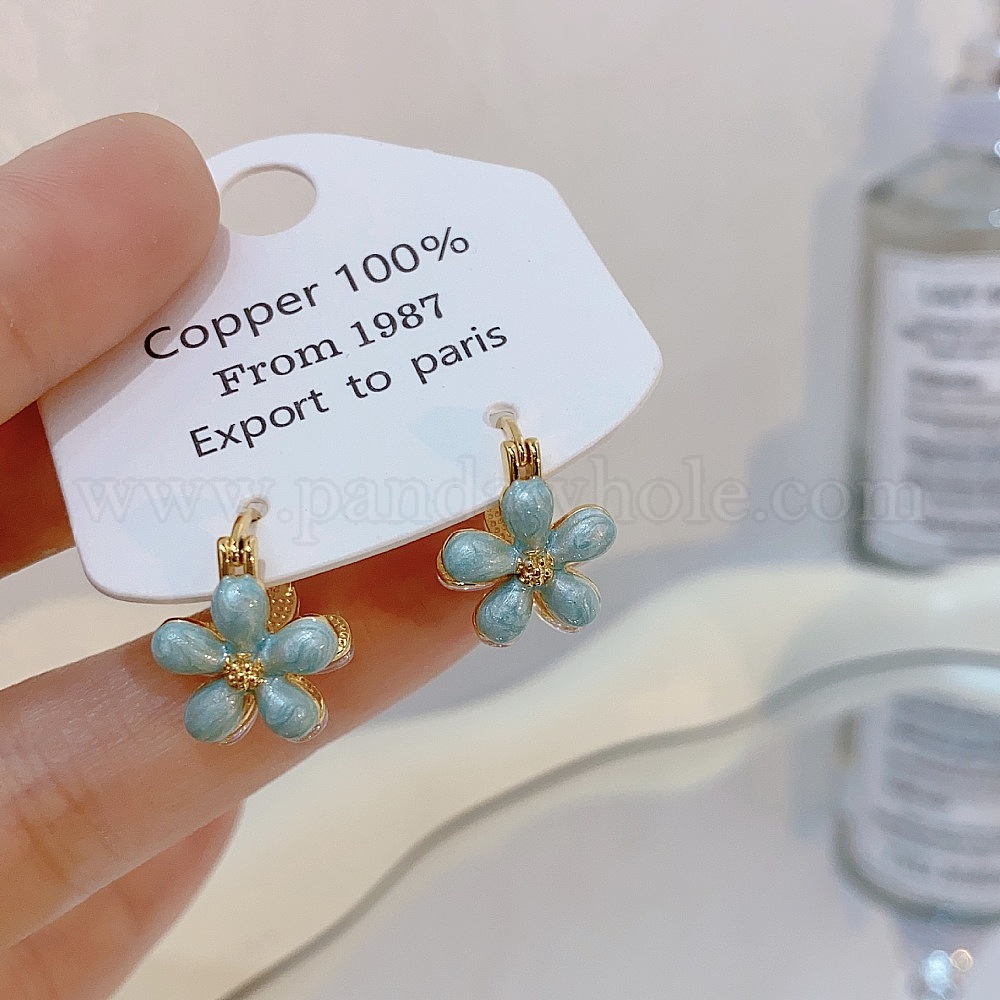 Copper 100%
From 1987
Export to paris
www.pandawhole.com